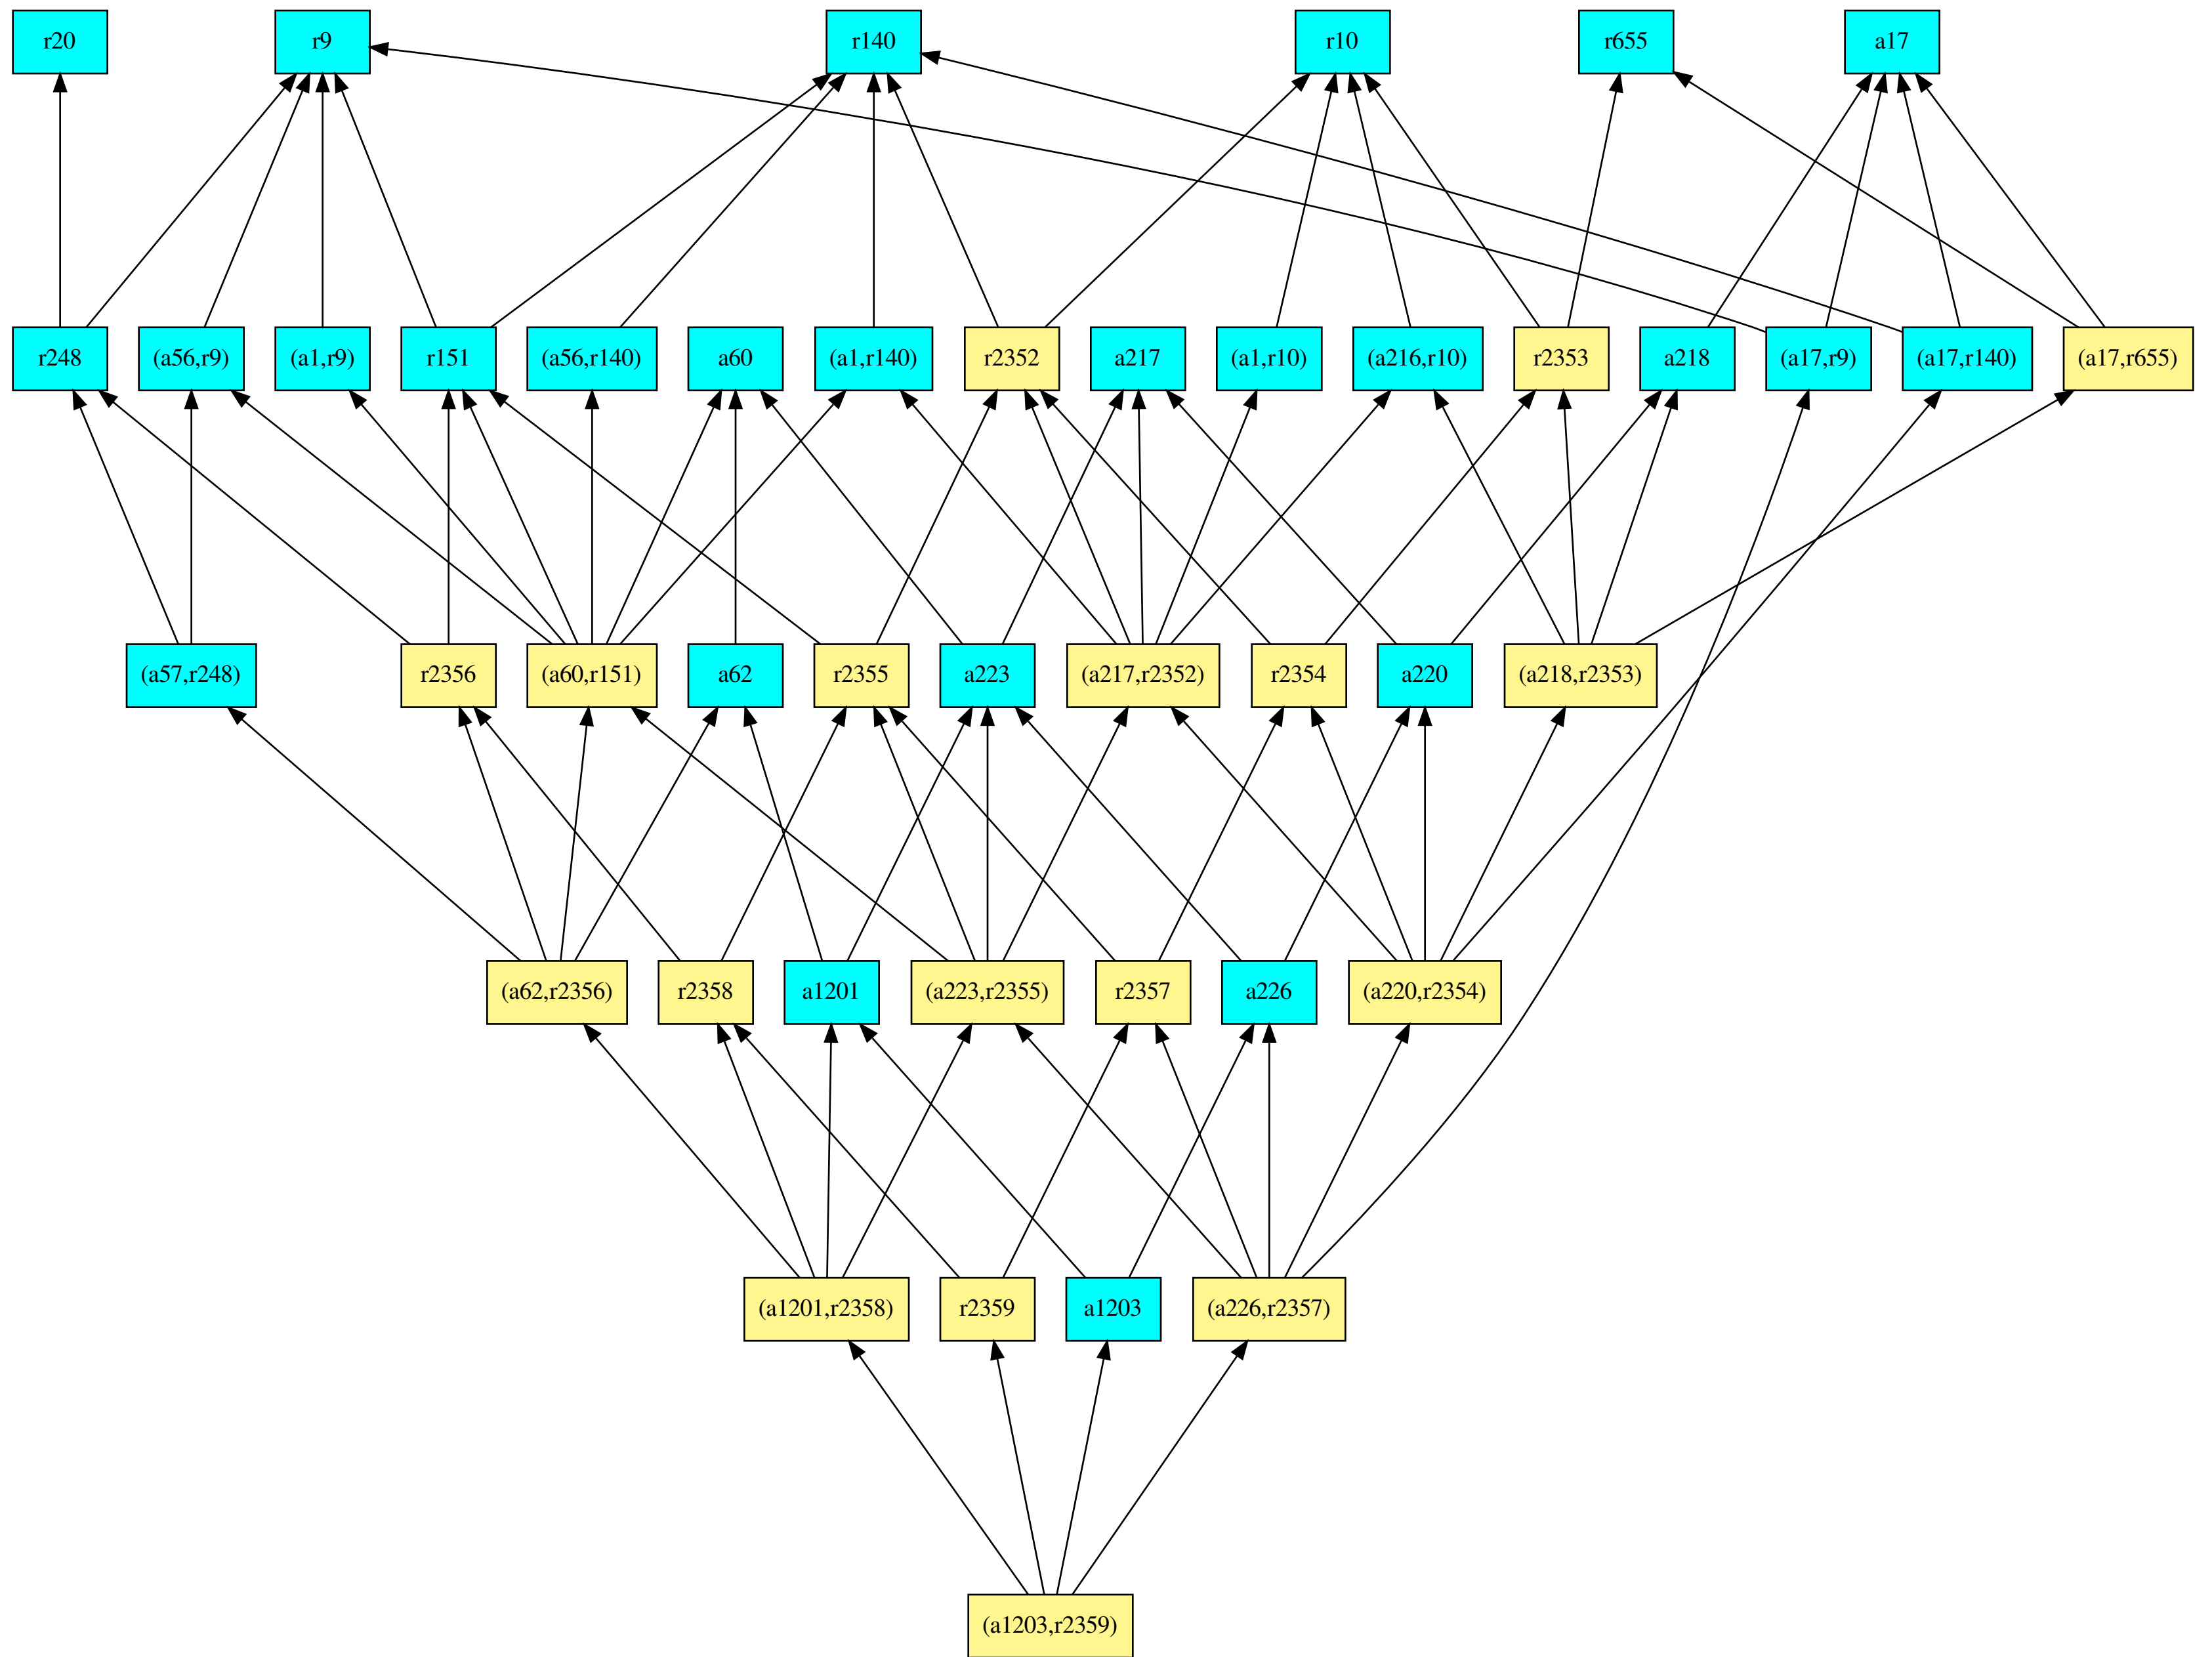 r20
r9
r140
r10
r655
a17
r248
(a56,r9)
(a1,r9)
r151
(a56,r140)
a60
(a1,r140)
r2352
a217
(a1,r10)
(a216,r10)
r2353
a218
(a17,r9)
(a17,r140)
(a17,r655)
(a57,r248)
r2356
(a60,r151)
a62
r2355
a223
(a217,r2352)
r2354
a220
(a218,r2353)
(a62,r2356)
r2358
a1201
(a223,r2355)
r2357
a226
(a220,r2354)
(a1201,r2358)
r2359
a1203
(a226,r2357)
(a1203,r2359)